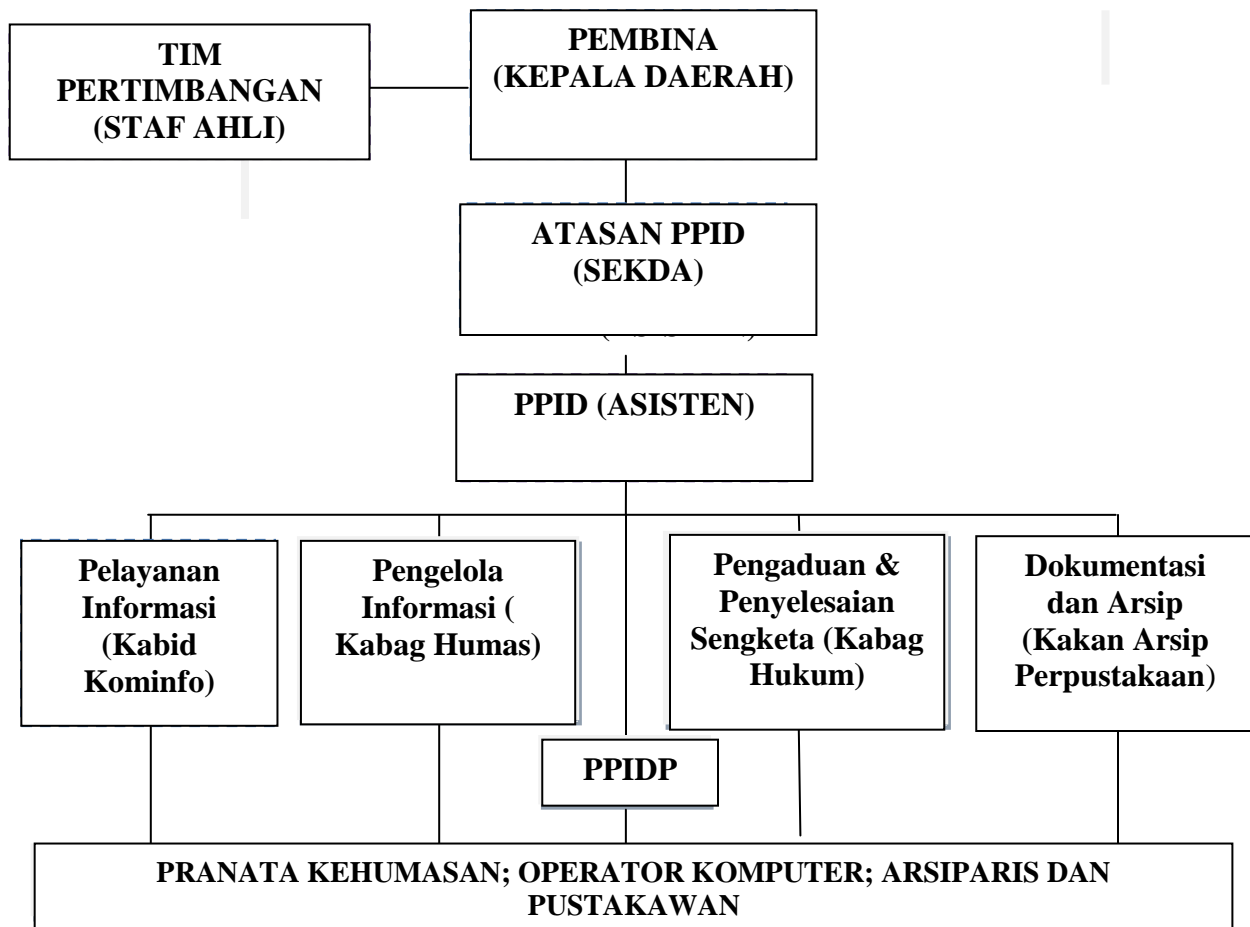 TIM
PERTIMBANGAN
(STAF AHLI)
PEMBINA
(KEPALA DAERAH)
ATASAN PPID
(SEKDA)
PPID (ASISTEN)
Pelayanan
Informasi
(Kabid
Kominfo)
Pengelola
Informasi (
Kabag Humas)
Pengaduan &
Penyelesaian
Sengketa (Kabag
Hukum)
Dokumentasi
dan Arsip
(Kakan Arsip
Perpustakaan)
PPIDP
PRANATA KEHUMASAN; OPERATOR KOMPUTER; ARSIPARIS DAN
PUSTAKAWAN